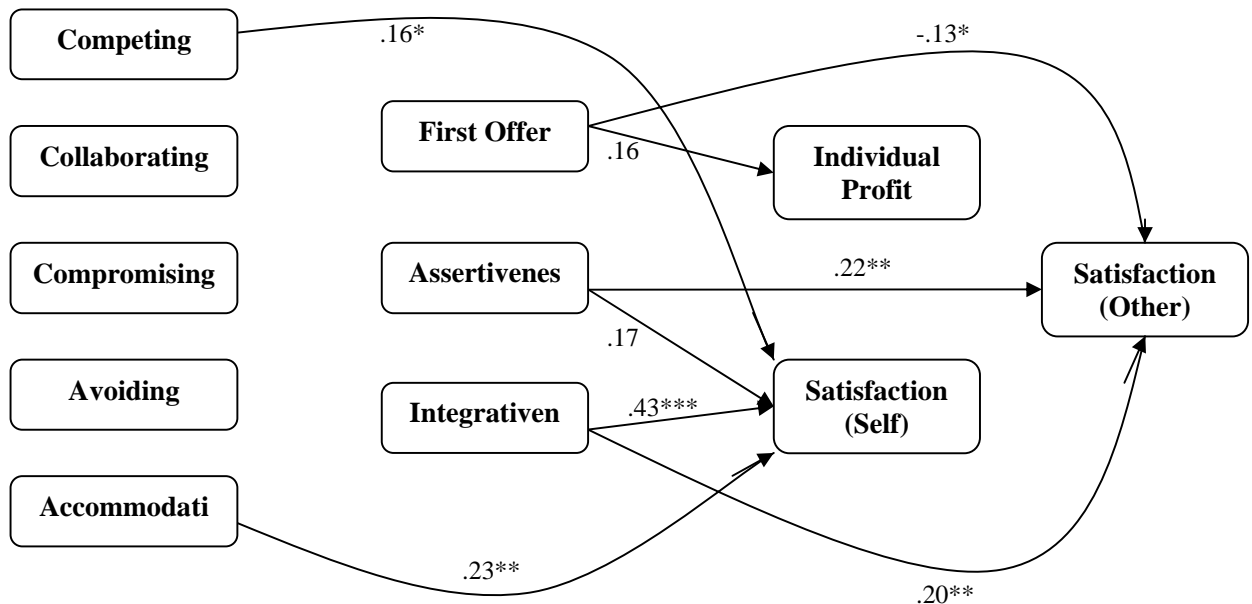 Competing
.16*
-.13*
First Offer
.16
Collaborating
Individual
Profit
Compromising
Assertivenes
.22**
Satisfaction
(Other)
.17
Avoiding
Integrativen
.43***
Satisfaction
(Self)
Accommodati
.23**
.20**